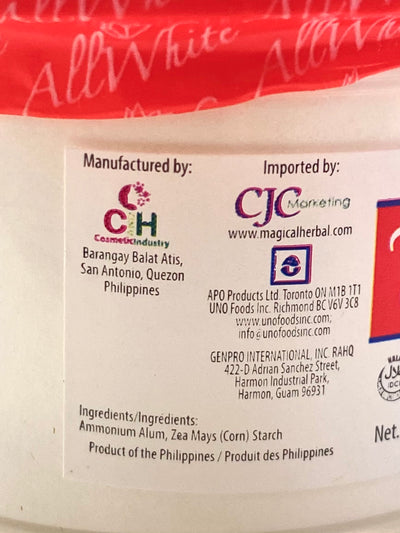 AllWhite
AllWhite
Manufactured by:
CH
CosmeticIndustry
Barangay Balat Atis,
San Antonio, Quezon
Philippines
Imported by:
CJC Marketing
www.magicalherbal.com
APO Products Ltd. Toronto ON M1B 1T1
UNO Foods Inc. Richmond BC V6V 3C8
www.unofoodsinc.com;
info@unofoodsinc.com
GENPRO INTERNATIONAL, INC. RAHQ
422-D Adrian Sanchez Street,
Harmon Industrial Park,
Harmon, Guam 96931
Ingredients/Ingrédients:
Ammonium Alum, Zea Mays (Corn) Starch
Product of the Philippines / Produit des Philippines
Net.